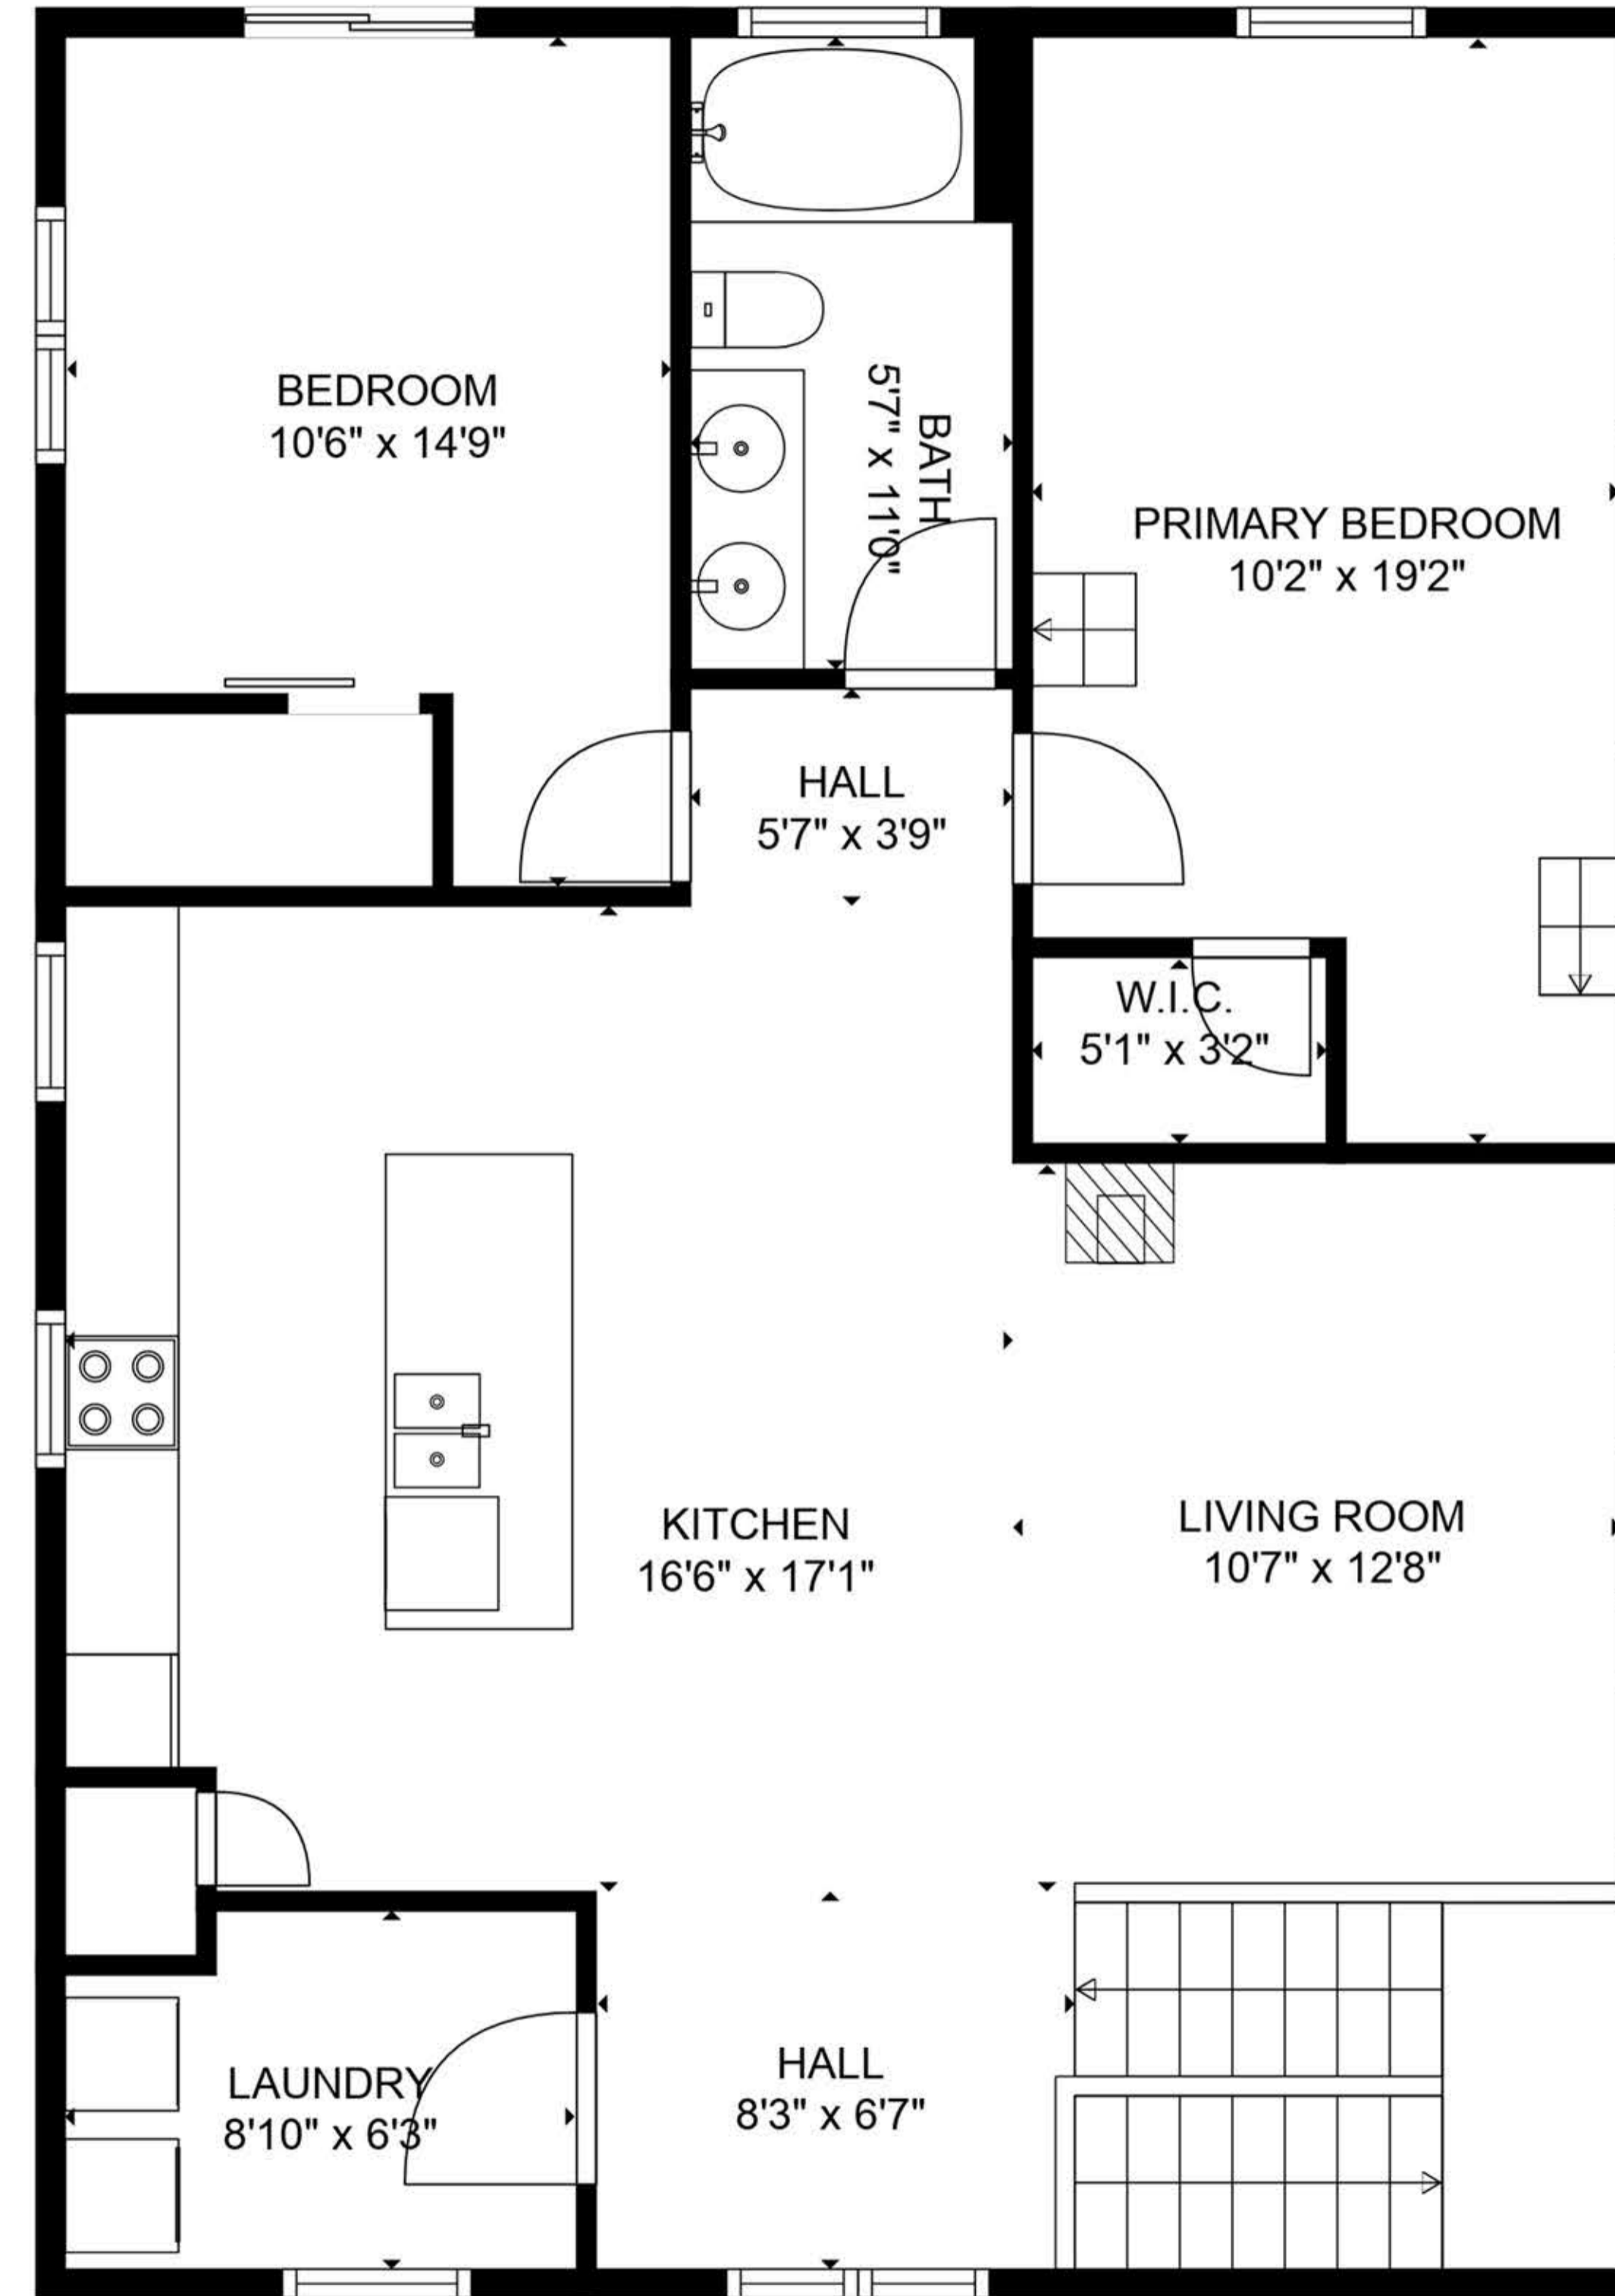 BEDROOM
10'6" x 14'9"
BATH
5'7" x 11'0"
PRIMARY BEDROOM
10'2" x 19'2"
HALL
5'7" x 3'9"
W.I.C.
5'1" x 3'2"
KITCHEN
16'6" x 17'1"
LIVING ROOM
10'7" x 12'8"
LAUNDRY
8'10" x 6'3"
HALL
8'3" x 6'7"